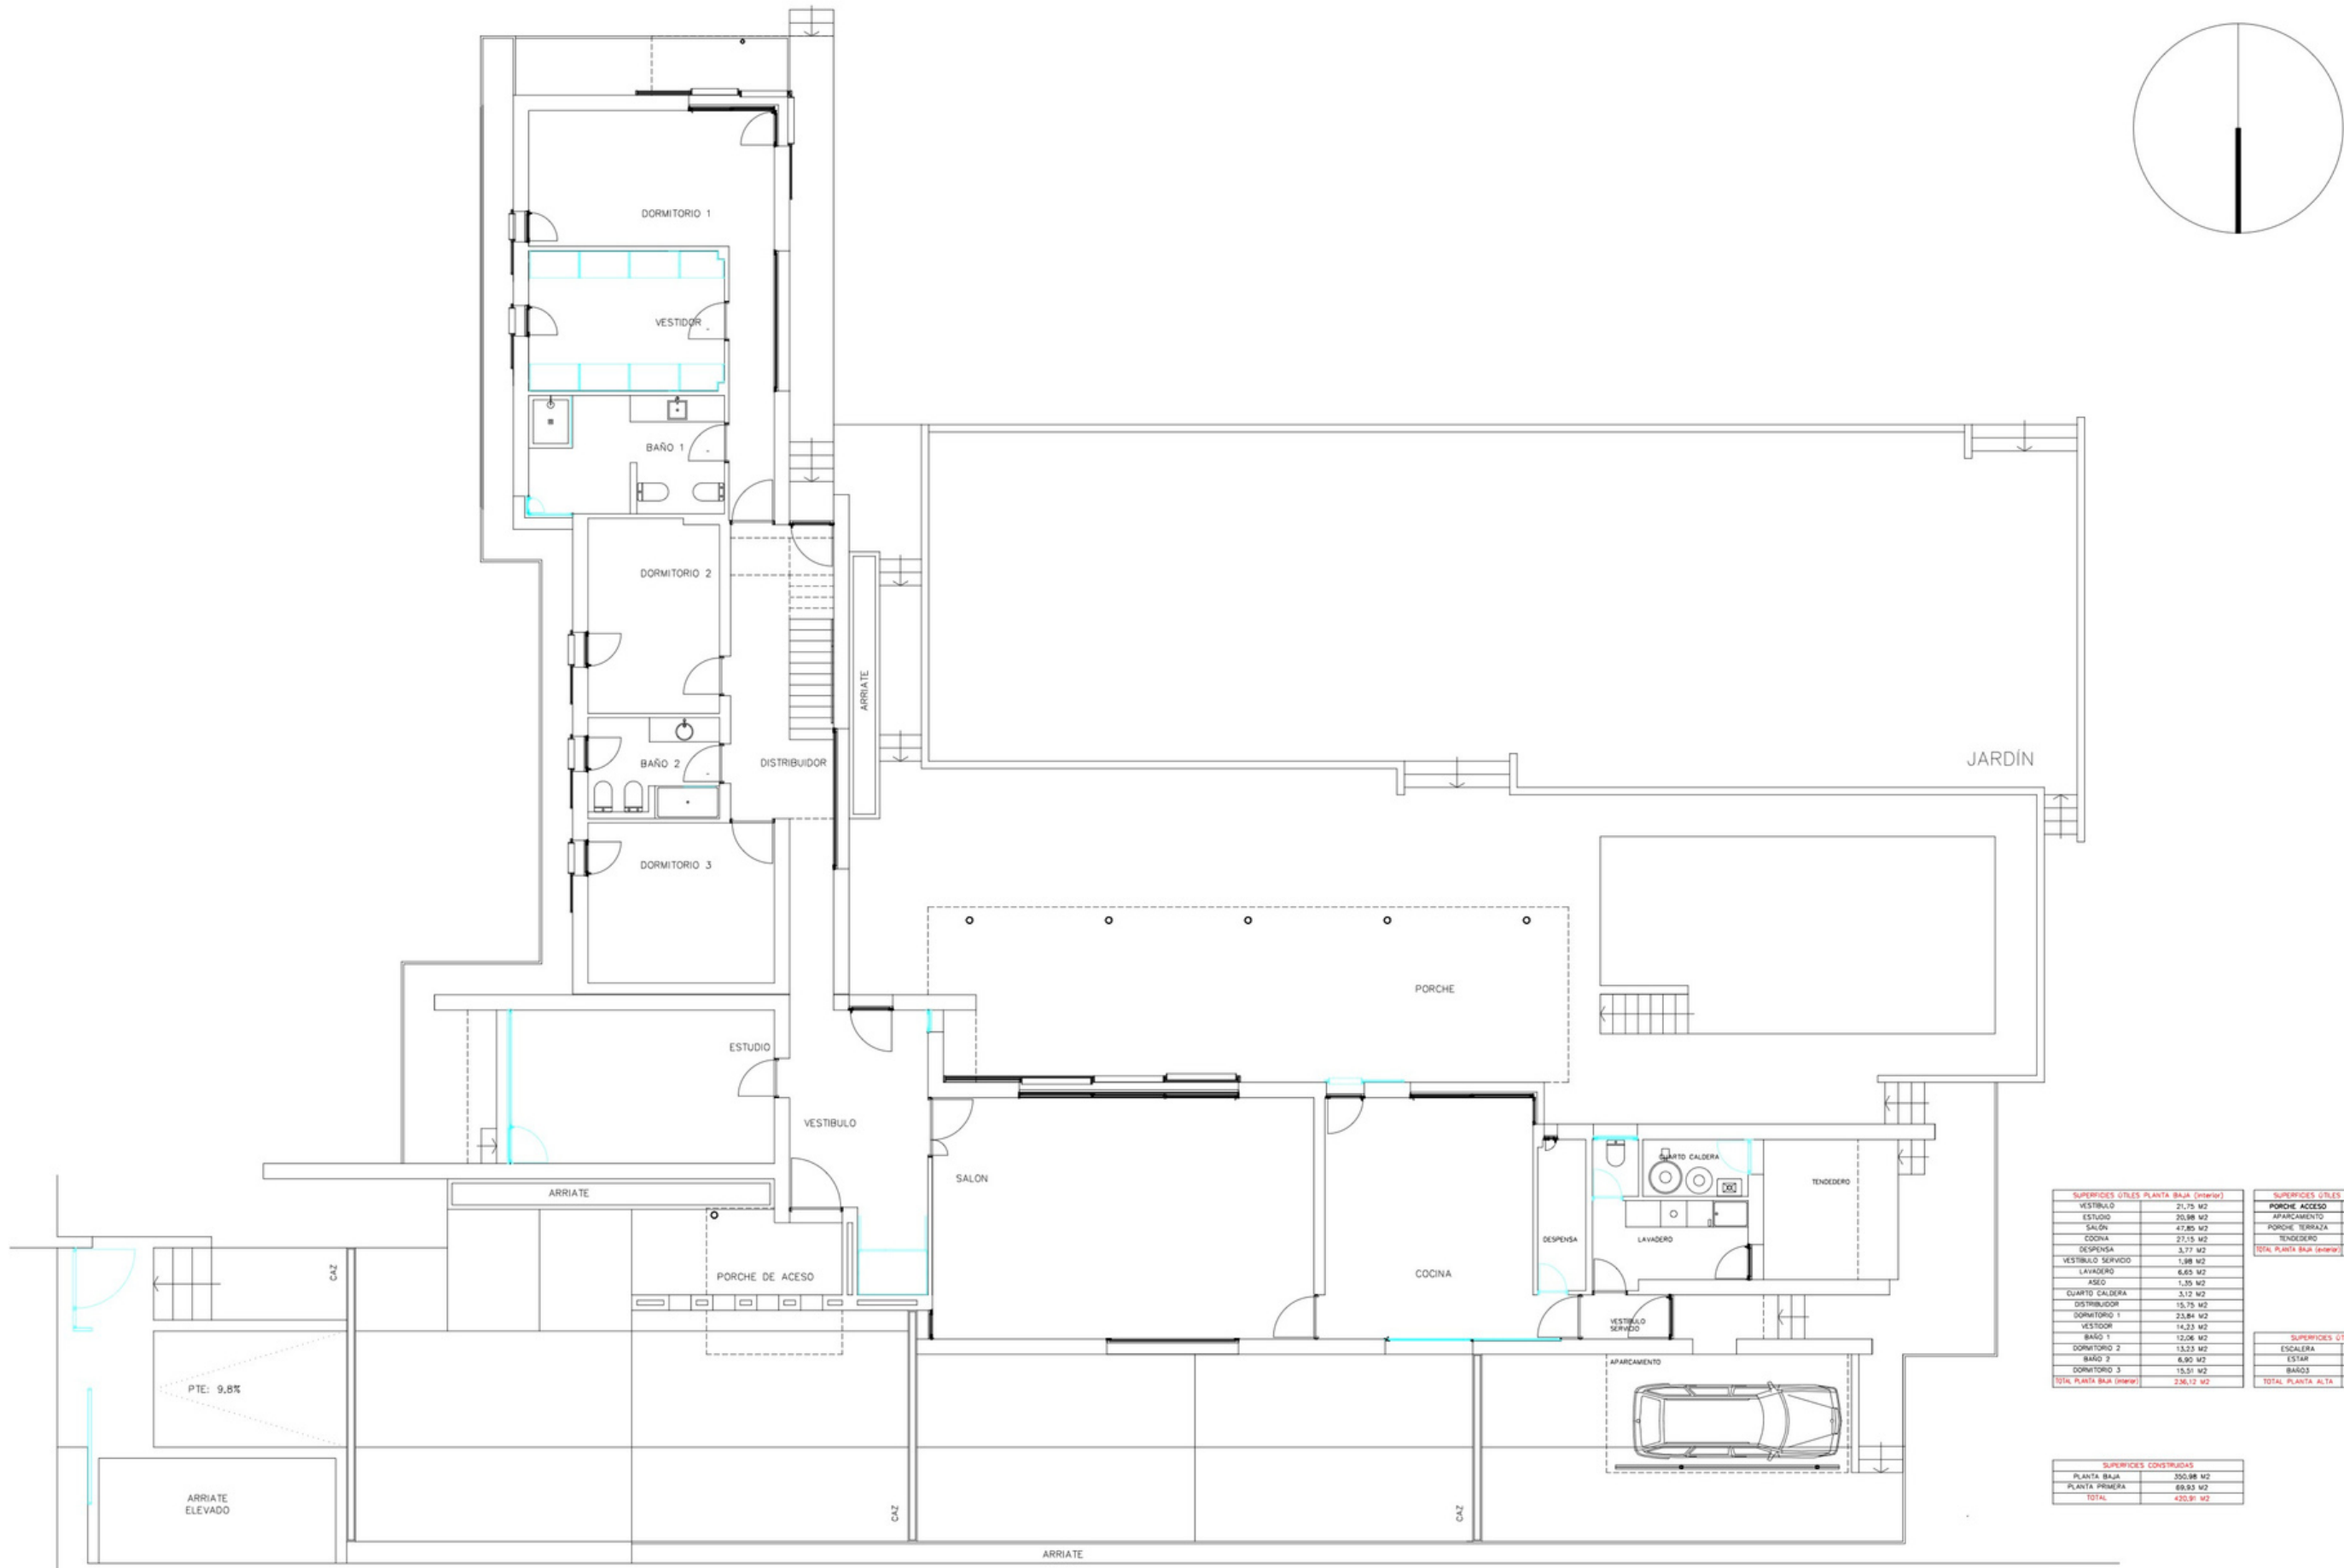 DORMITORIO 1
VESTIDOR
BAÑO 1
DORMITORIO 2
ARRIATE
BAÑO 2
DISTRIBUIDOR
JARDÍN
DORMITORIO 3
PORCHE
ESTUDIO
VESTIBULO
SALON
CUARTO CALDERA
TENDEDERO
ARRIATE
DESPENSA
LAVADERO
CAZ
PORCHE DE ACESO
COCINA
VESTIBULO
SERVICIO
APARCAMIENTO
PTE: 9,8%
ARRIATE
ELEVADO
CAZ
CAZ
ARRIATE
SUPERFICIES ÚTILES PLANTA BAJA (interior)
VESTIBULO 21,75 M2
ESTUDIO 20,98 M2
SALÓN 47,85 M2
COCINA 27,15 M2
DESPENSA 3,77 M2
VESTIBULO SERVICIO 1,98 M2
LAVADERO 6,65 M2
ASEO 1,35 M2
CUARTO CALDERA 3,12 M2
DISTRIBUIDOR 15,75 M2
DORMITORIO 1 23,84 M2
VESTIDOR 14,23 M2
BAÑO 1 12,06 M2
DORMITORIO 2 13,23 M2
BAÑO 2 6,90 M2
DORMITORIO 3 15,51 M2
TOTAL PLANTA BAJA (interior) 236,12 M2
SUPERFICIES ÚTILES
PORCHE ACCESO
APARCAMIENTO
PORCHE TERRAZA
TENDEDERO
TOTAL PLANTA BAJA (exterior)
SUPERFICIES ÚT
ESCALERA
ESTAR
BAÑO3
TOTAL PLANTA ALTA
SUPERFICIES CONSTRUIDAS
PLANTA BAJA 350,98 M2
PLANTA PRIMERA 69,93 M2
TOTAL 420,91 M2